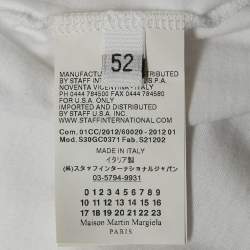 52
MANUFACTURED AND DISTRIBUTED
BY STAFF INTERNATIONAL S.P.A.
NOVENTA VICENTINA - ITALY
PH 0444 784500 FAX 0444 784580
FOR U.S.A. ONLY
IMPORTED AND DISTRIBUTED
BY STAFF USA INC.
WWW.STAFFINTERNATIONAL.COM
Com.01CC/2012/60020 - 2012 01
Mod.S30GC0371 Fab.S21202
MADE IN ITALY
イタリア製
(株)スタッフインターナショナルジャパン
03-5794-9931
0 1 2 3 4 5 6 7 8 9 10
11 12 13 14 15 16
17 18 19 20 21 22 23
Maison Martin Margiela
PARIS